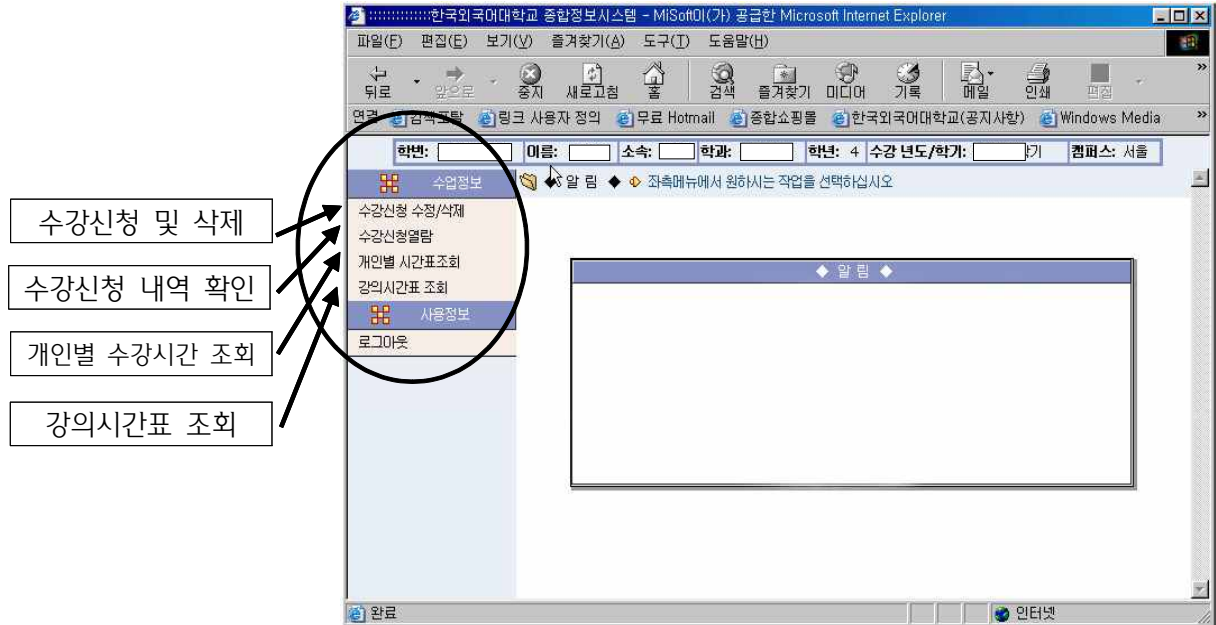 :::::::::::::한국외국어대학교 종합정보시스템 - MiSoft이(가) 공급한 Microsoft Internet Explorer
파일(F) 편집(E) 보기(V) 즐겨찾기(A) 도구(T) 도움말(H)
뒤로 앞으로 중지 새로고침 홈 검색 즐겨찾기 미디어 기록 메일 인쇄 편집
연결 검색포탈 링크 사용자 정의 무료 Hotmail 종합쇼핑몰 한국외국어대학교(공지사항) Windows Media
학번: 이름: 소속: 학과: 학년: 4 수강 년도/학기: 학기 캠퍼스: 서울
수업정보
알 림 ◆ 좌측메뉴에서 원하시는 작업을 선택하십시오
수강신청 수정/삭제
수강신청열람
개인별 시간표조회
강의시간표 조회
사용정보
로그아웃
◆ 알 림 ◆
수강신청 및 삭제
수강신청 내역 확인
개인별 수강시간 조회
강의시간표 조회
완료
인터넷